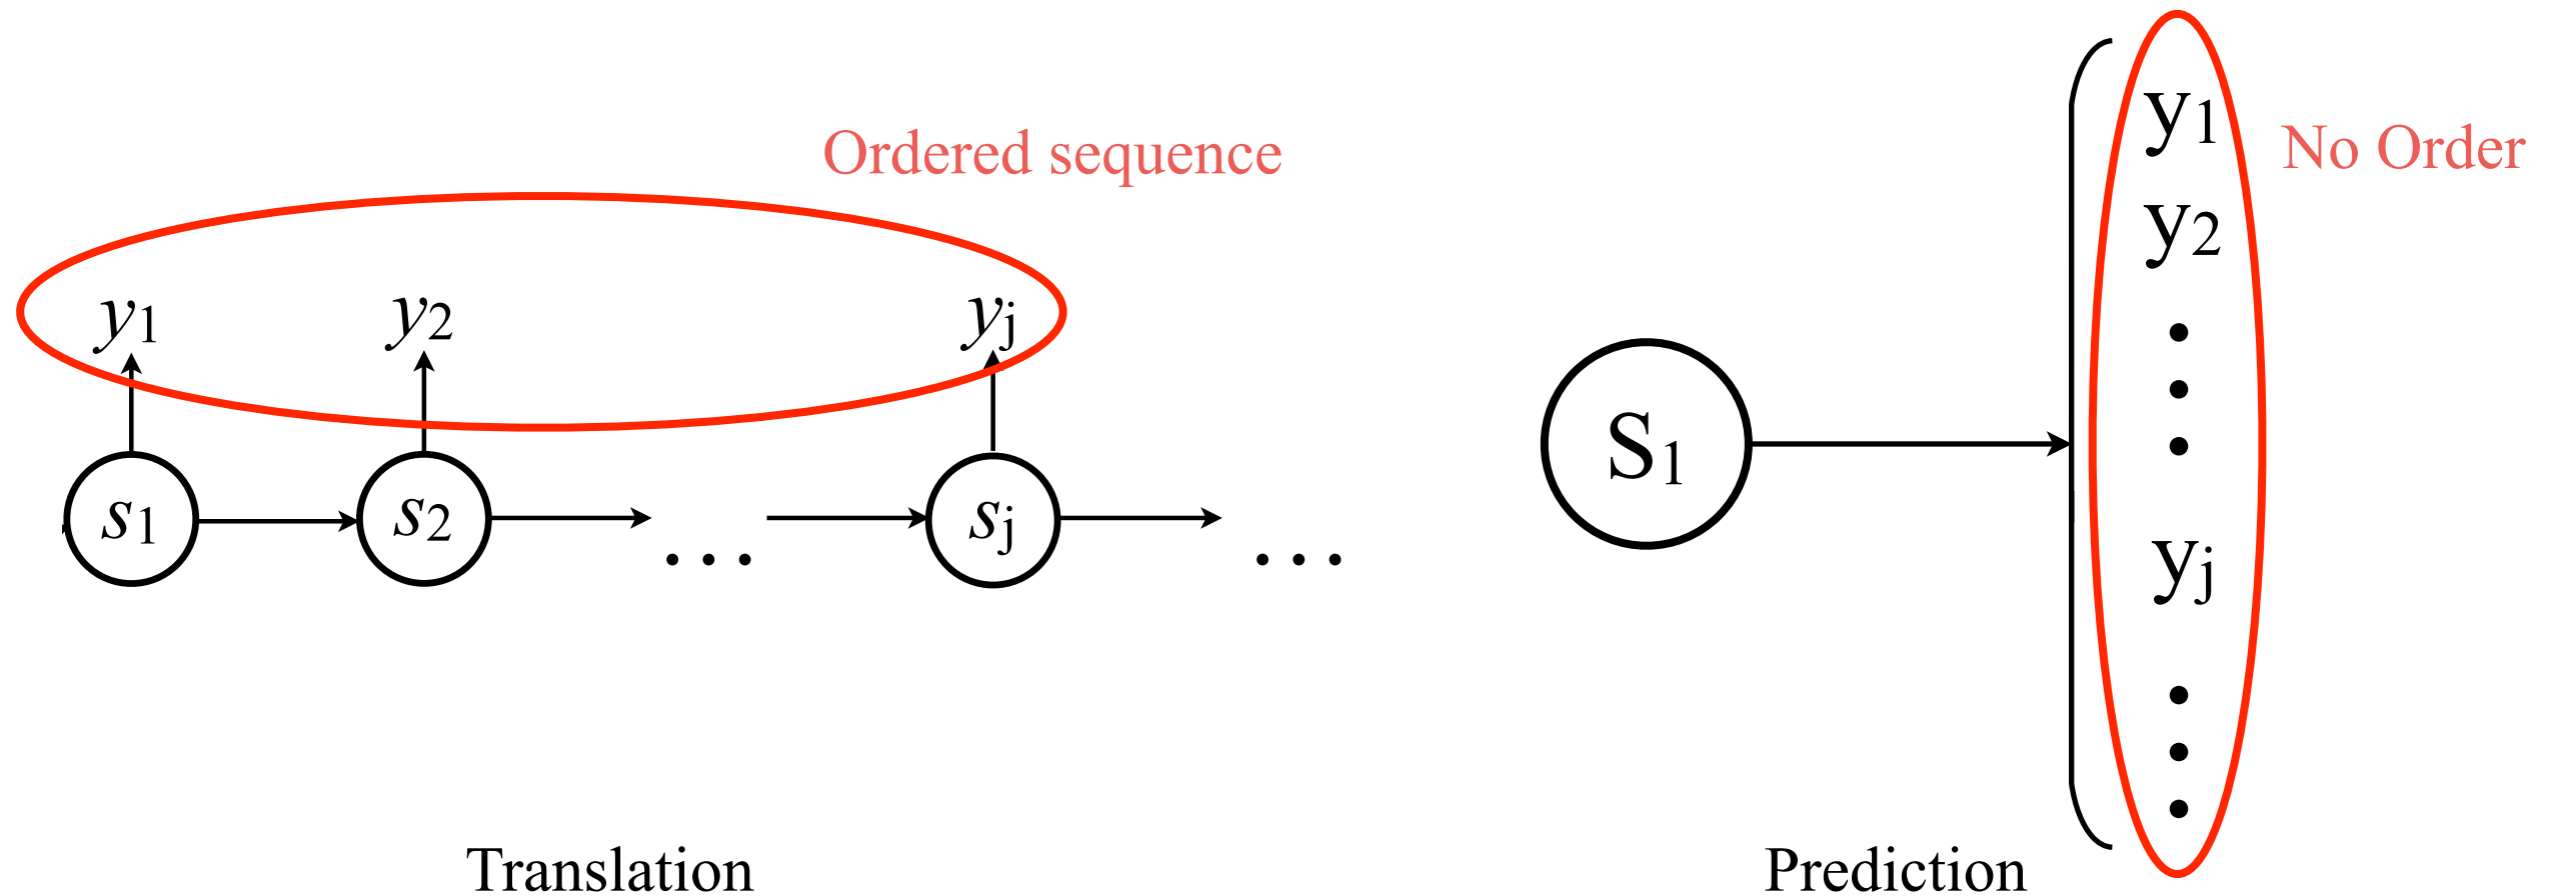 Ordered sequence
y1 y2 yj
s1 s2 ... sj ...
Translation
y1
No Order
y2
S1
yj
Prediction